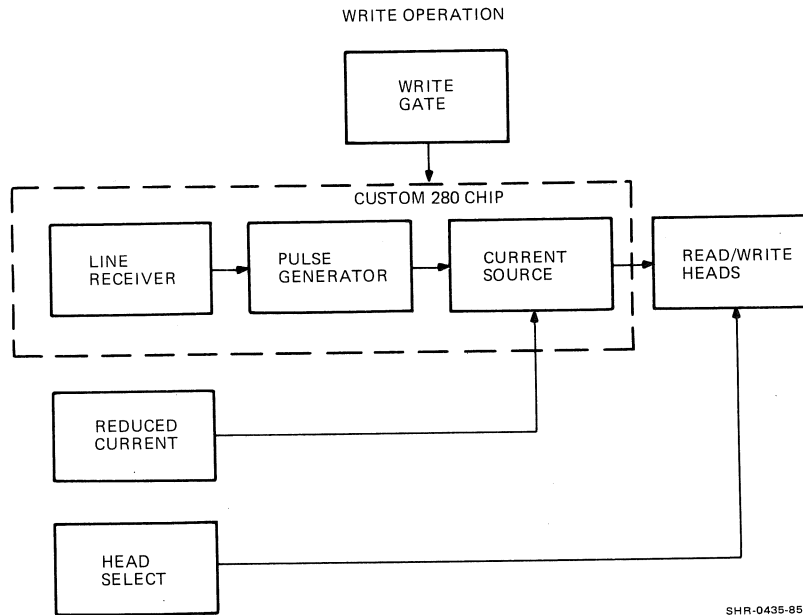 WRITE OPERATION
WRITE
GATE
CUSTOM 280 CHIP
LINE
RECEIVER
PULSE
GENERATOR
CURRENT
SOURCE
READ/WRITE
HEADS
REDUCED
CURRENT
HEAD
SELECT
SHR-0435-85